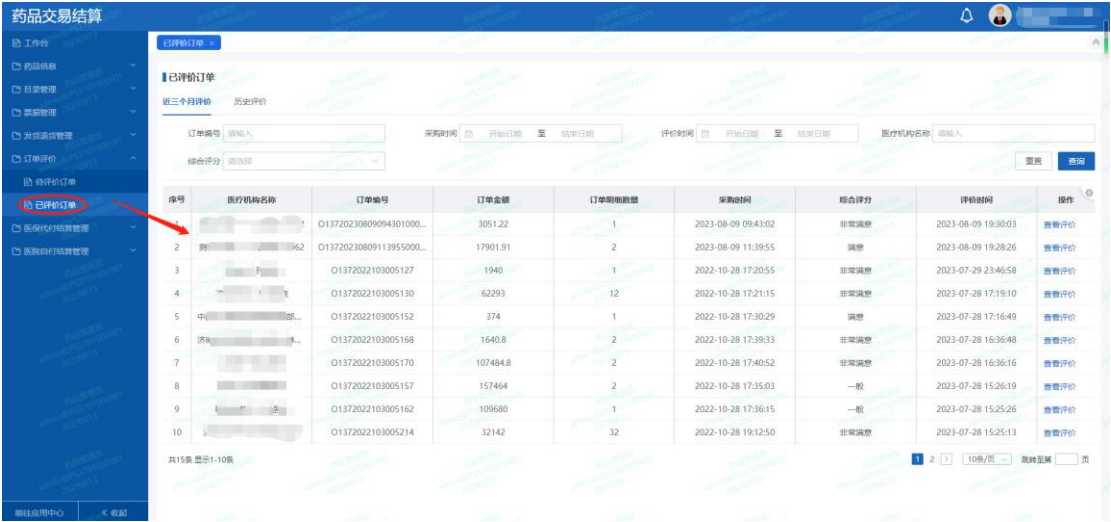 药品交易结算
工作台
药品信息
目录管理
票据管理
发货退货管理
订单评价
待评价订单
已评价订单
医保代付结算管理
医院自付结算管理
前往应用中心
收起
已评价订单 ×
已评价订单
近三个月评价 历史评价
订单编号 请输入 采购时间 开始日期 至 结束日期 评价时间 开始日期 至 结束日期 医疗机构名称 请输入
综合评分 请选择 重置 查询
序号 医疗机构名称 订单编号 订单金额 订单明细数量 采购时间 综合评分 评价时间 操作
1 O13720230809094301000... 3051.22 1 2023-08-09 09:43:02 非常满意 2023-08-09 19:30:03 查看评价
2 962 O13720230809113955000... 17901.91 2 2023-08-09 11:39:55 满意 2023-08-09 19:28:26 查看评价
3 O1372022103005127 1940 1 2022-10-28 17:20:55 非常满意 2023-07-29 23:46:58 查看评价
4 O1372022103005130 62293 12 2022-10-28 17:21:15 非常满意 2023-07-28 17:19:10 查看评价
5 O1372022103005152 374 1 2022-10-28 17:30:29 满意 2023-07-28 17:16:49 查看评价
6 O1372022103005168 1640.8 2 2022-10-28 17:39:33 非常满意 2023-07-28 16:36:48 查看评价
7 O1372022103005170 107484.8 2 2022-10-28 17:40:52 非常满意 2023-07-28 16:36:16 查看评价
8 O1372022103005157 157464 2 2022-10-28 17:35:03 一般 2023-07-28 15:26:19 查看评价
9 O1372022103005162 109680 1 2022-10-28 17:36:15 一般 2023-07-28 15:25:26 查看评价
10 O1372022103005214 32142 32 2022-10-28 19:12:50 非常满意 2023-07-28 15:25:13 查看评价
共15条 显示1-10条 1 2 > 10条/页 跳转至第 页